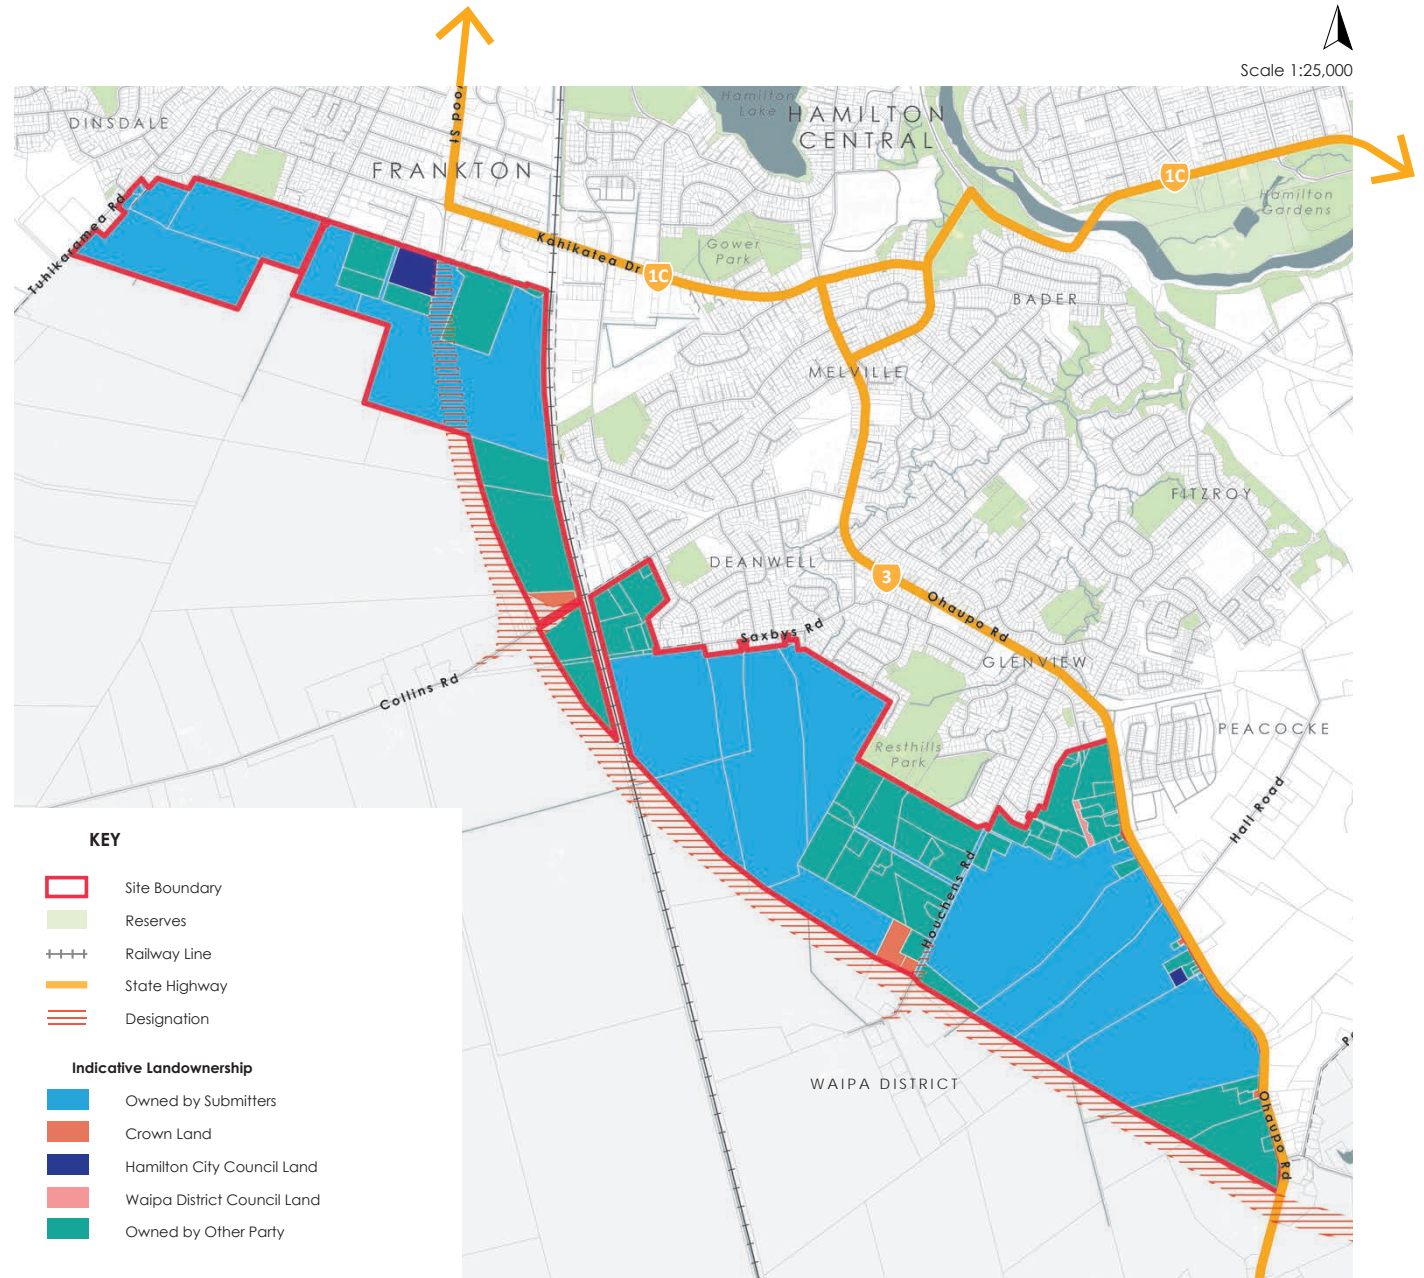 Scale 1:25,000
Hamilton
Lake
HAMILTON
CENTRAL
DINSDALE
FRANKTON
1C
Hamilton
Gardens
Tuhikaramea Rd
Kahikatea Dr
1C
Gower
Park
BADER
MELVILLE
FITZROY
DEANWELL
3
Ohaupo Rd
Saxbys Rd
GLENVIEW
Collins Rd
PEACOCKE
Resthills
Park
Hall Road
Houchens Rd
WAIPA DISTRICT
Ohaupo Rd
KEY
Site Boundary
Reserves
Railway Line
State Highway
Designation
Indicative Landownership
Owned by Submitters
Crown Land
Hamilton City Council Land
Waipa District Council Land
Owned by Other Party